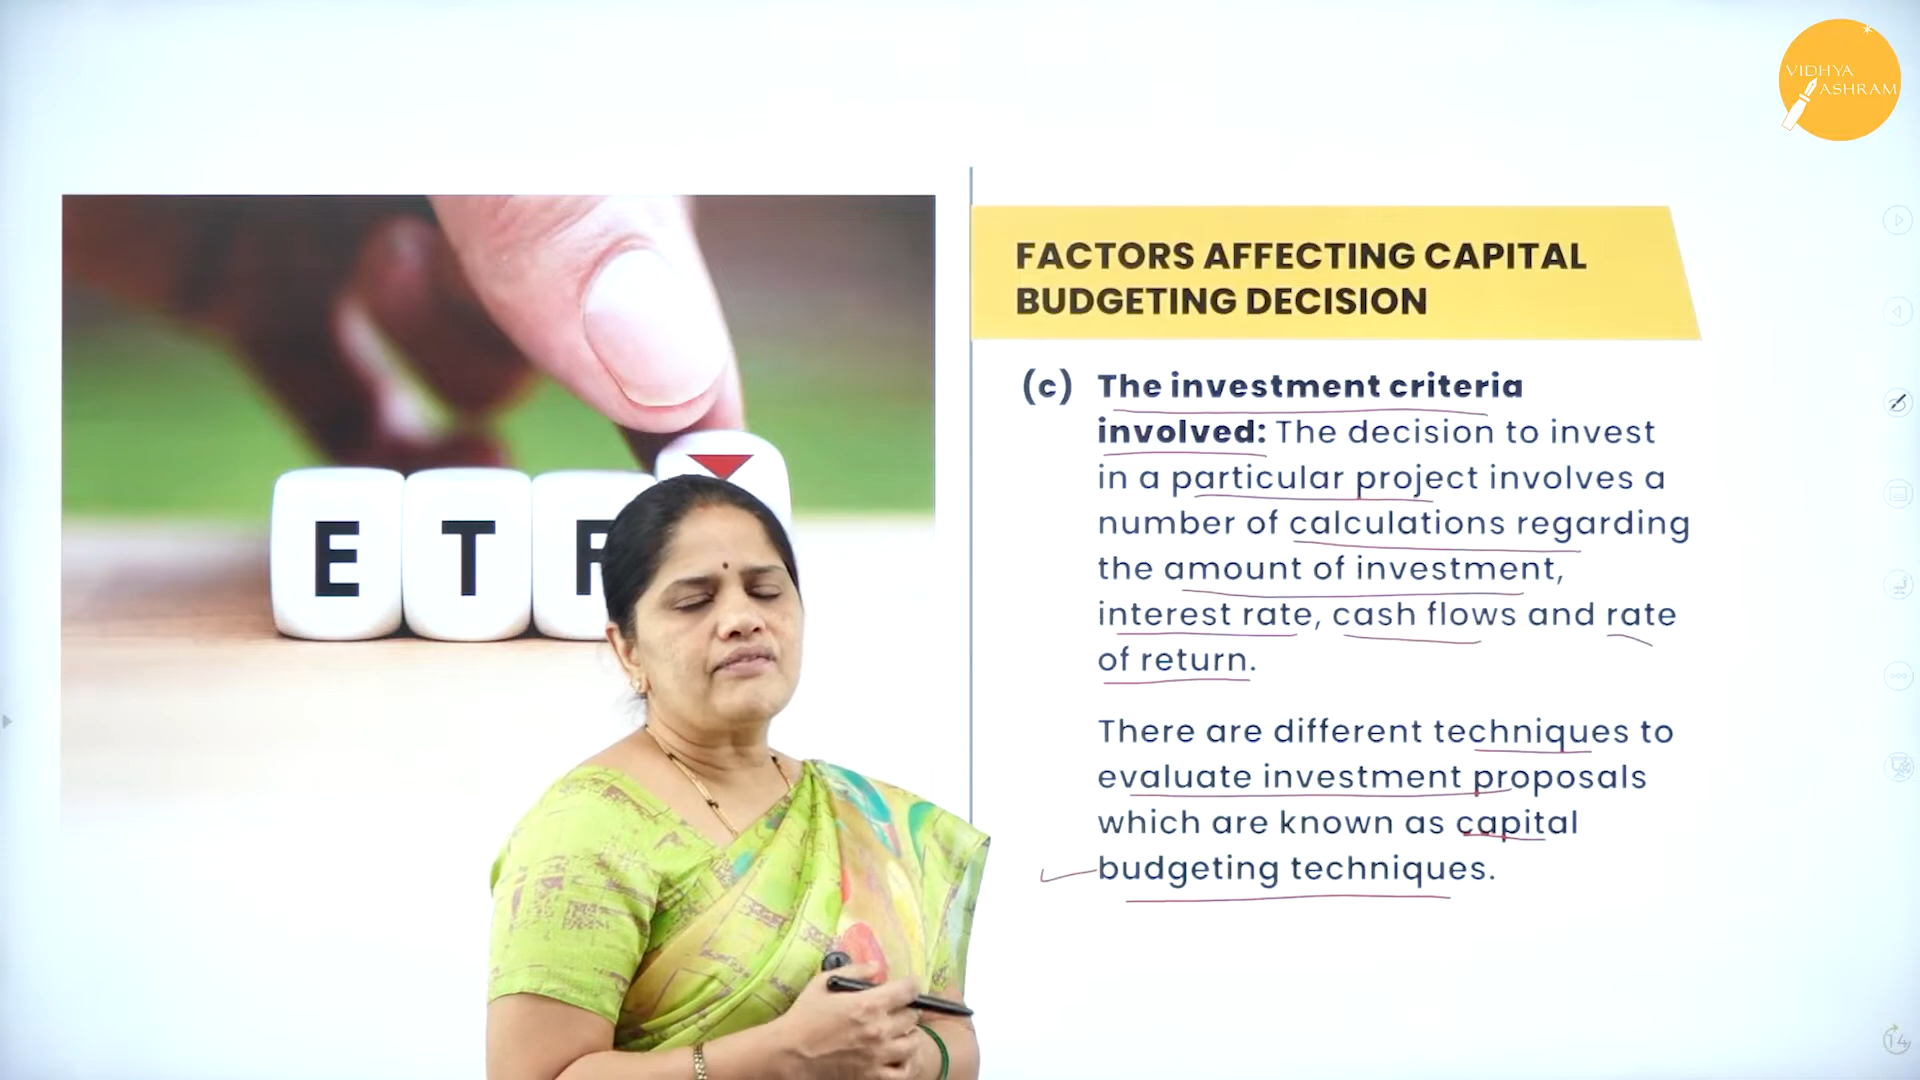 VIDHYA
ASHRAM
FACTORS AFFECTING CAPITAL
BUDGETING DECISION
(c) The investment criteria
involved: The decision to invest
in a particular project involves a
number of calculations regarding
the amount of investment,
interest rate, cash flows and rate
of return.
There are different techniques to
evaluate investment proposals
which are known as capital
budgeting techniques.
E T F
14